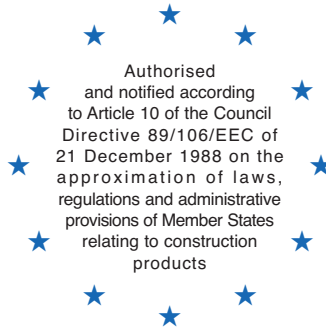 Authorised
and notified according
to Article 10 of the Council
Directive 89/106/EEC of
21 December 1988 on the
approximation of laws,
regulations and administrative
provisions of Member States
relating to construction
products